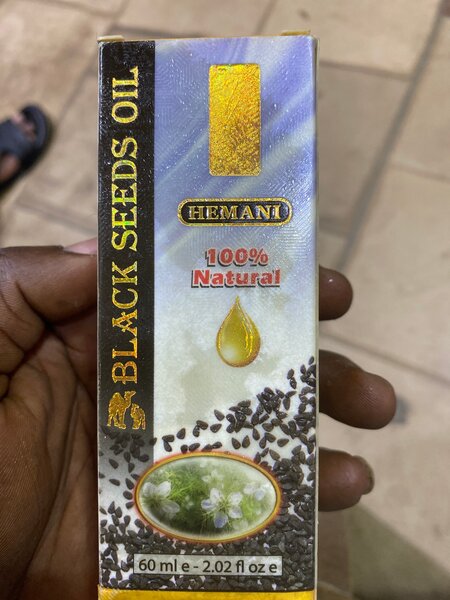 BLACK SEEDS OIL
HEMANI
100%
Natural
60 ml e - 2.02 fl oz e